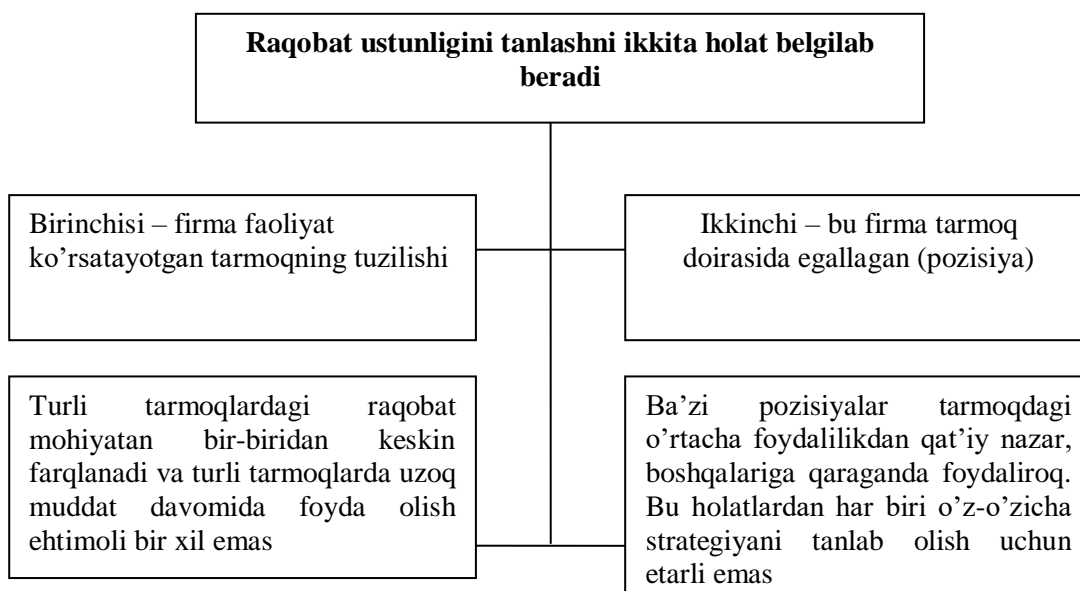 Raqobat ustunligini tanlashni ikkita holat belgilab
beradi
Birinchisi – firma faoliyat
ko’rsatayotgan tarmoqning tuzilishi
Ikkinchi – bu firma tarmoq
doirasida egallagan (pozisiya)
Turli tarmoqlardagi raqobat
mohiyatan bir-biridan keskin
farqlanadi va turli tarmoqlarda uzoq
muddat davomida foyda olish
ehtimoli bir xil emas
Ba’zi pozisiyalar tarmoqdagi
o’rtacha foydalilikdan qat’iy nazar,
boshqalariga qaraganda foydaliroq.
Bu holatlardan har biri o’z-o’zicha
strategiyani tanlab olish uchun
etarli emas